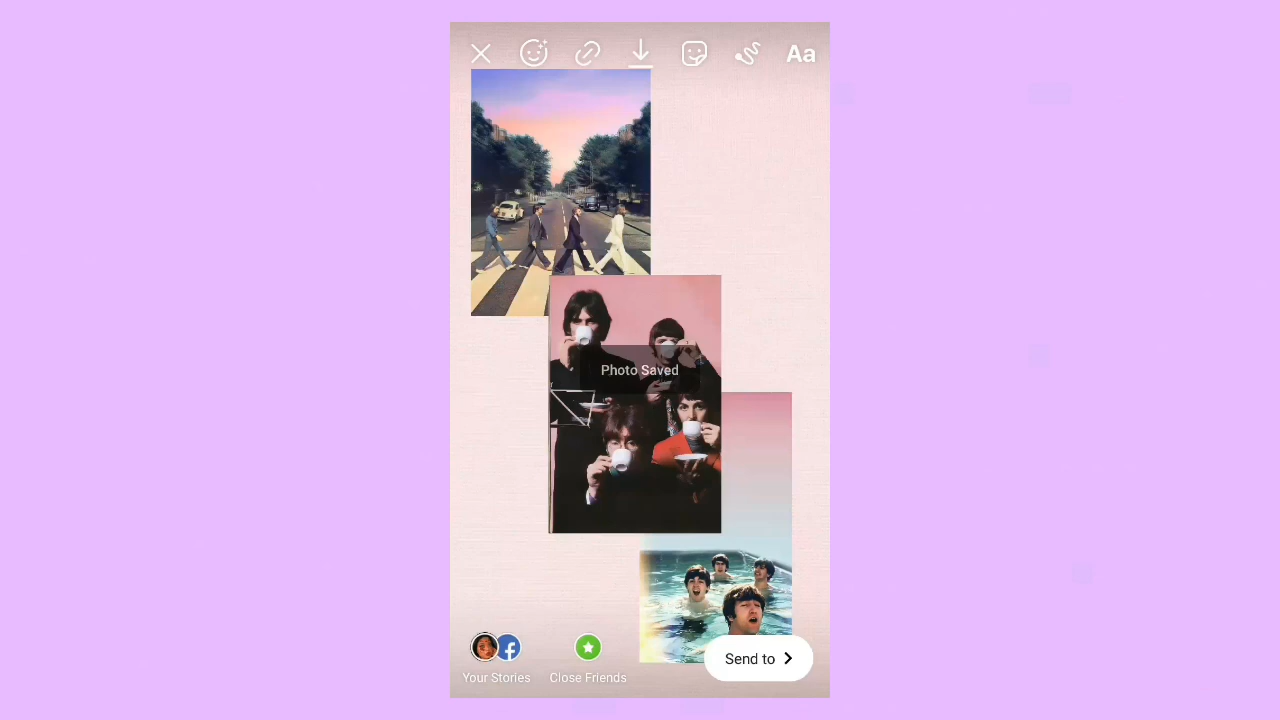 Aa
Photo Saved
Send to
Your Stories
Close Friends